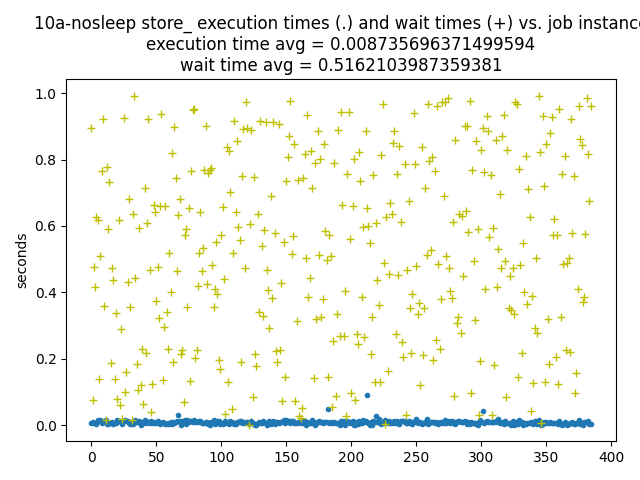 10a-nosleep store_ execution times (.) and wait times (+) vs. job instance
execution time avg = 0.008735696371499594
wait time avg = 0.5162103987359381
1.0
0.8
0.6
0.4
0.2
0.0
seconds
0 50 100 150 200 250 300 350 400